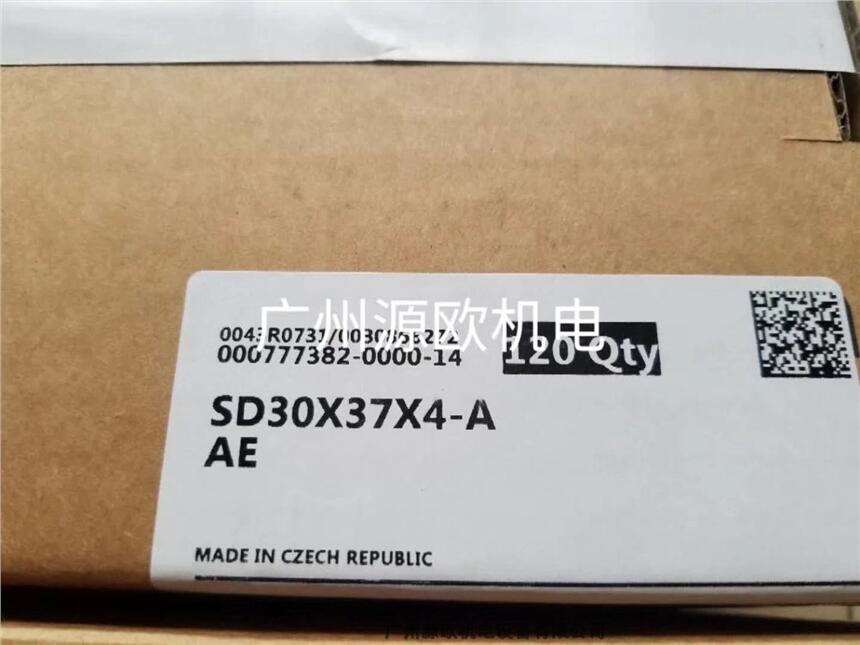 广州源欧机电
000777382-0000-14
120 Qty
SD30X37X4-A
AE
MADE IN CZECH REPUBLIC